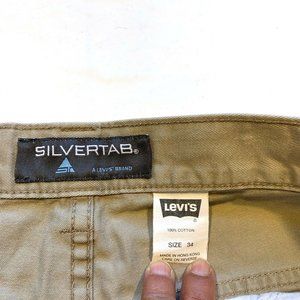 SILVERTAB®
A LEVI'S® BRAND
Levi's
100% COTTON
SIZE 34
MADE IN HONG KONG
CARE ON REVERSE